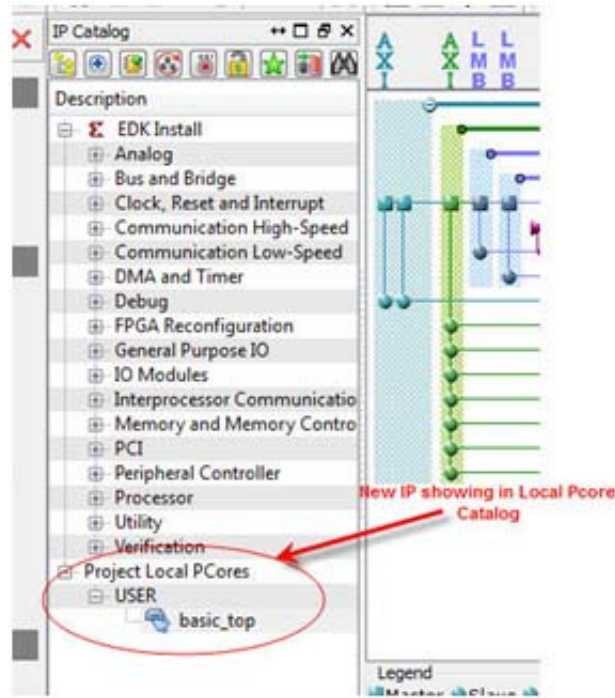 IP Catalog
Description
EDK Install
Analog
Bus and Bridge
Clock, Reset and Interrupt
Communication High-Speed
Communication Low-Speed
DMA and Timer
Debug
FPGA Reconfiguration
General Purpose IO
IO Modules
Interprocessor Communicatio
Memory and Memory Contro
PCI
Peripheral Controller
Processor
Utility
Verification
Project Local PCores
USER
basic_top
AXI
AXI
LMB
LMB
New IP showing in Local Pcore
Catalog
Legend
Master Slave